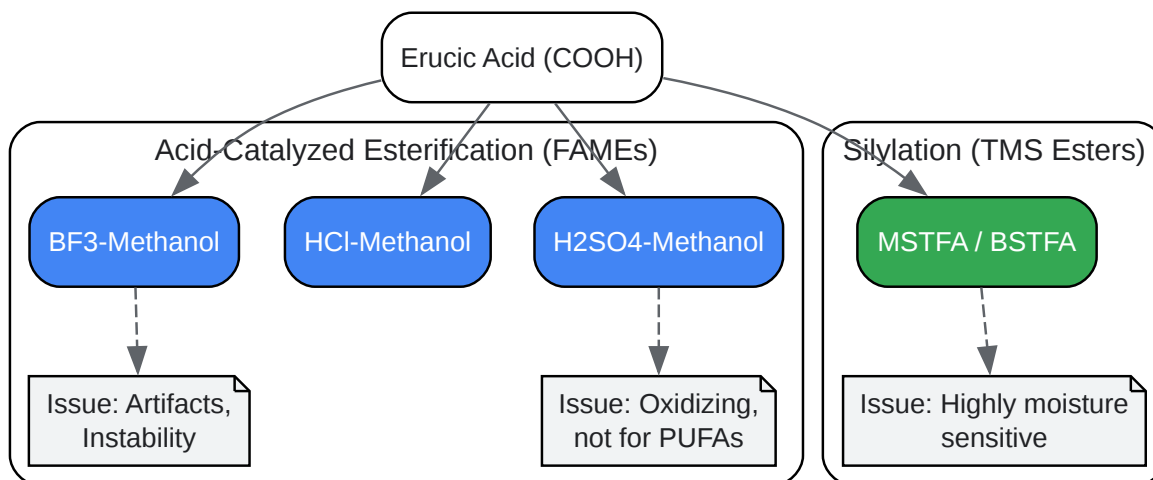 Erucic Acid (COOH)
Acid-Catalyzed Esterification (FAMEs)
Silylation (TMS Esters)
BF3-Methanol
HCl-Methanol
H2SO4-Methanol
MSTFA / BSTFA
Issue: Artifacts,
Instability
Issue: Oxidizing,
not for PUFAs
Issue: Highly moisture
sensitive